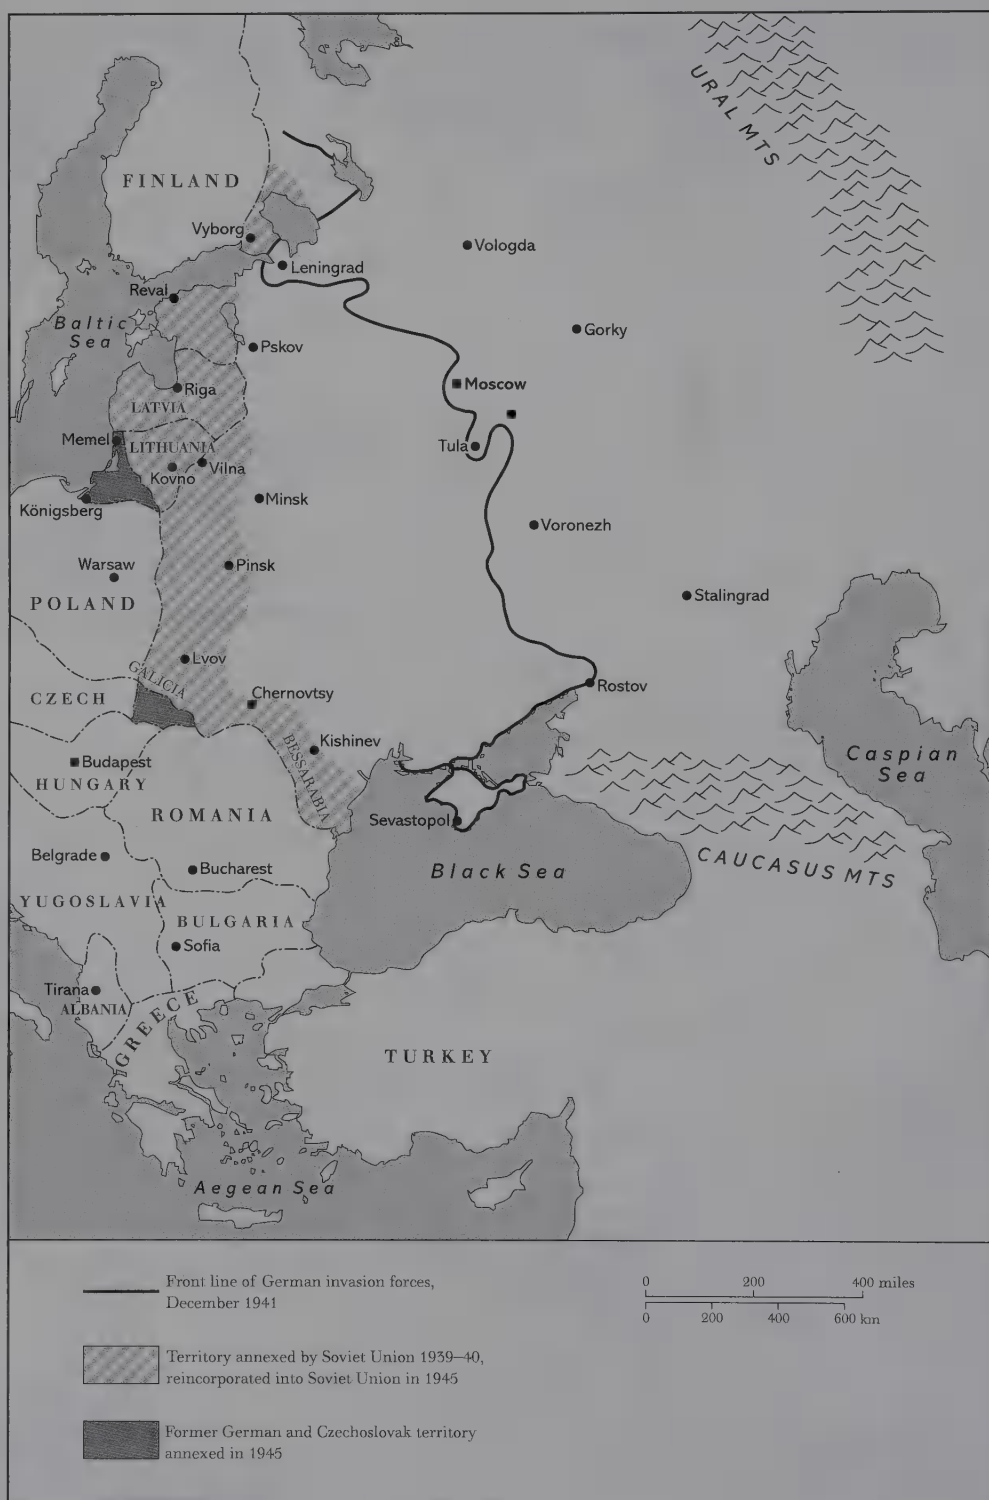 URAL MTS
FINLAND
Vyborg
Vologda
Leningrad
Reval
Baltic
Sea
Gorky
Pskov
Moscow
Riga
LATVIA
Memel
LITHUANIA
Tula
Vilna
Kovno
Königsberg
Minsk
Voronezh
Warsaw
Pinsk
POLAND
Stalingrad
Lvov
GALICIA
CZECH
Chernovtsy
Rostov
Kishinev
BESSARABIA
Caspian
Sea
Budapest
HUNGARY
ROMANIA
Sevastopol
Belgrade
Bucharest
Black Sea
CAUCASUS MTS
YUGOSLAVIA
BULGARIA
Sofia
Tirana
ALBANIA
GREECE
TURKEY
Aegean Sea
Front line of German invasion forces,
December 1941
0 200 400 miles
0 200 400 600 km
Territory annexed by Soviet Union 1939–40,
reincorporated into Soviet Union in 1945
Former German and Czechoslovak territory
annexed in 1945